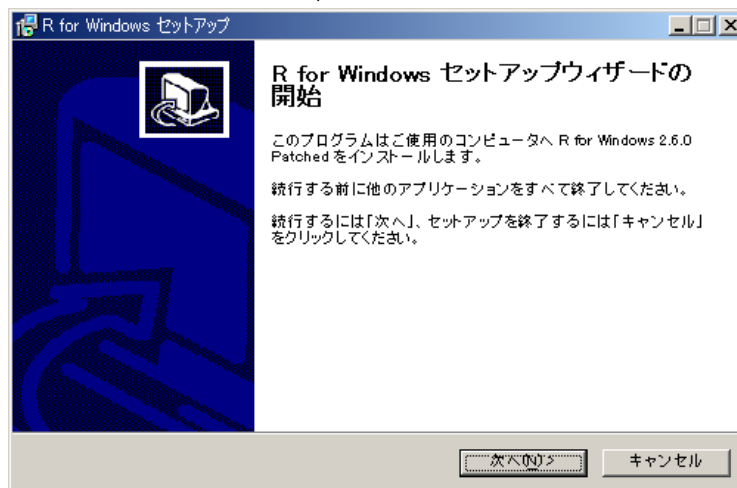 R for Windows セットアップ
R for Windows セットアップウィザードの
開始
このプログラムはご使用のコンピュータへ R for Windows 2.6.0
Patched をインストールします。
続行する前に他のアプリケーションをすべて終了してください。
続行するには「次へ」、セットアップを終了するには「キャンセル」
をクリックしてください。
次へ(N)>
キャンセル